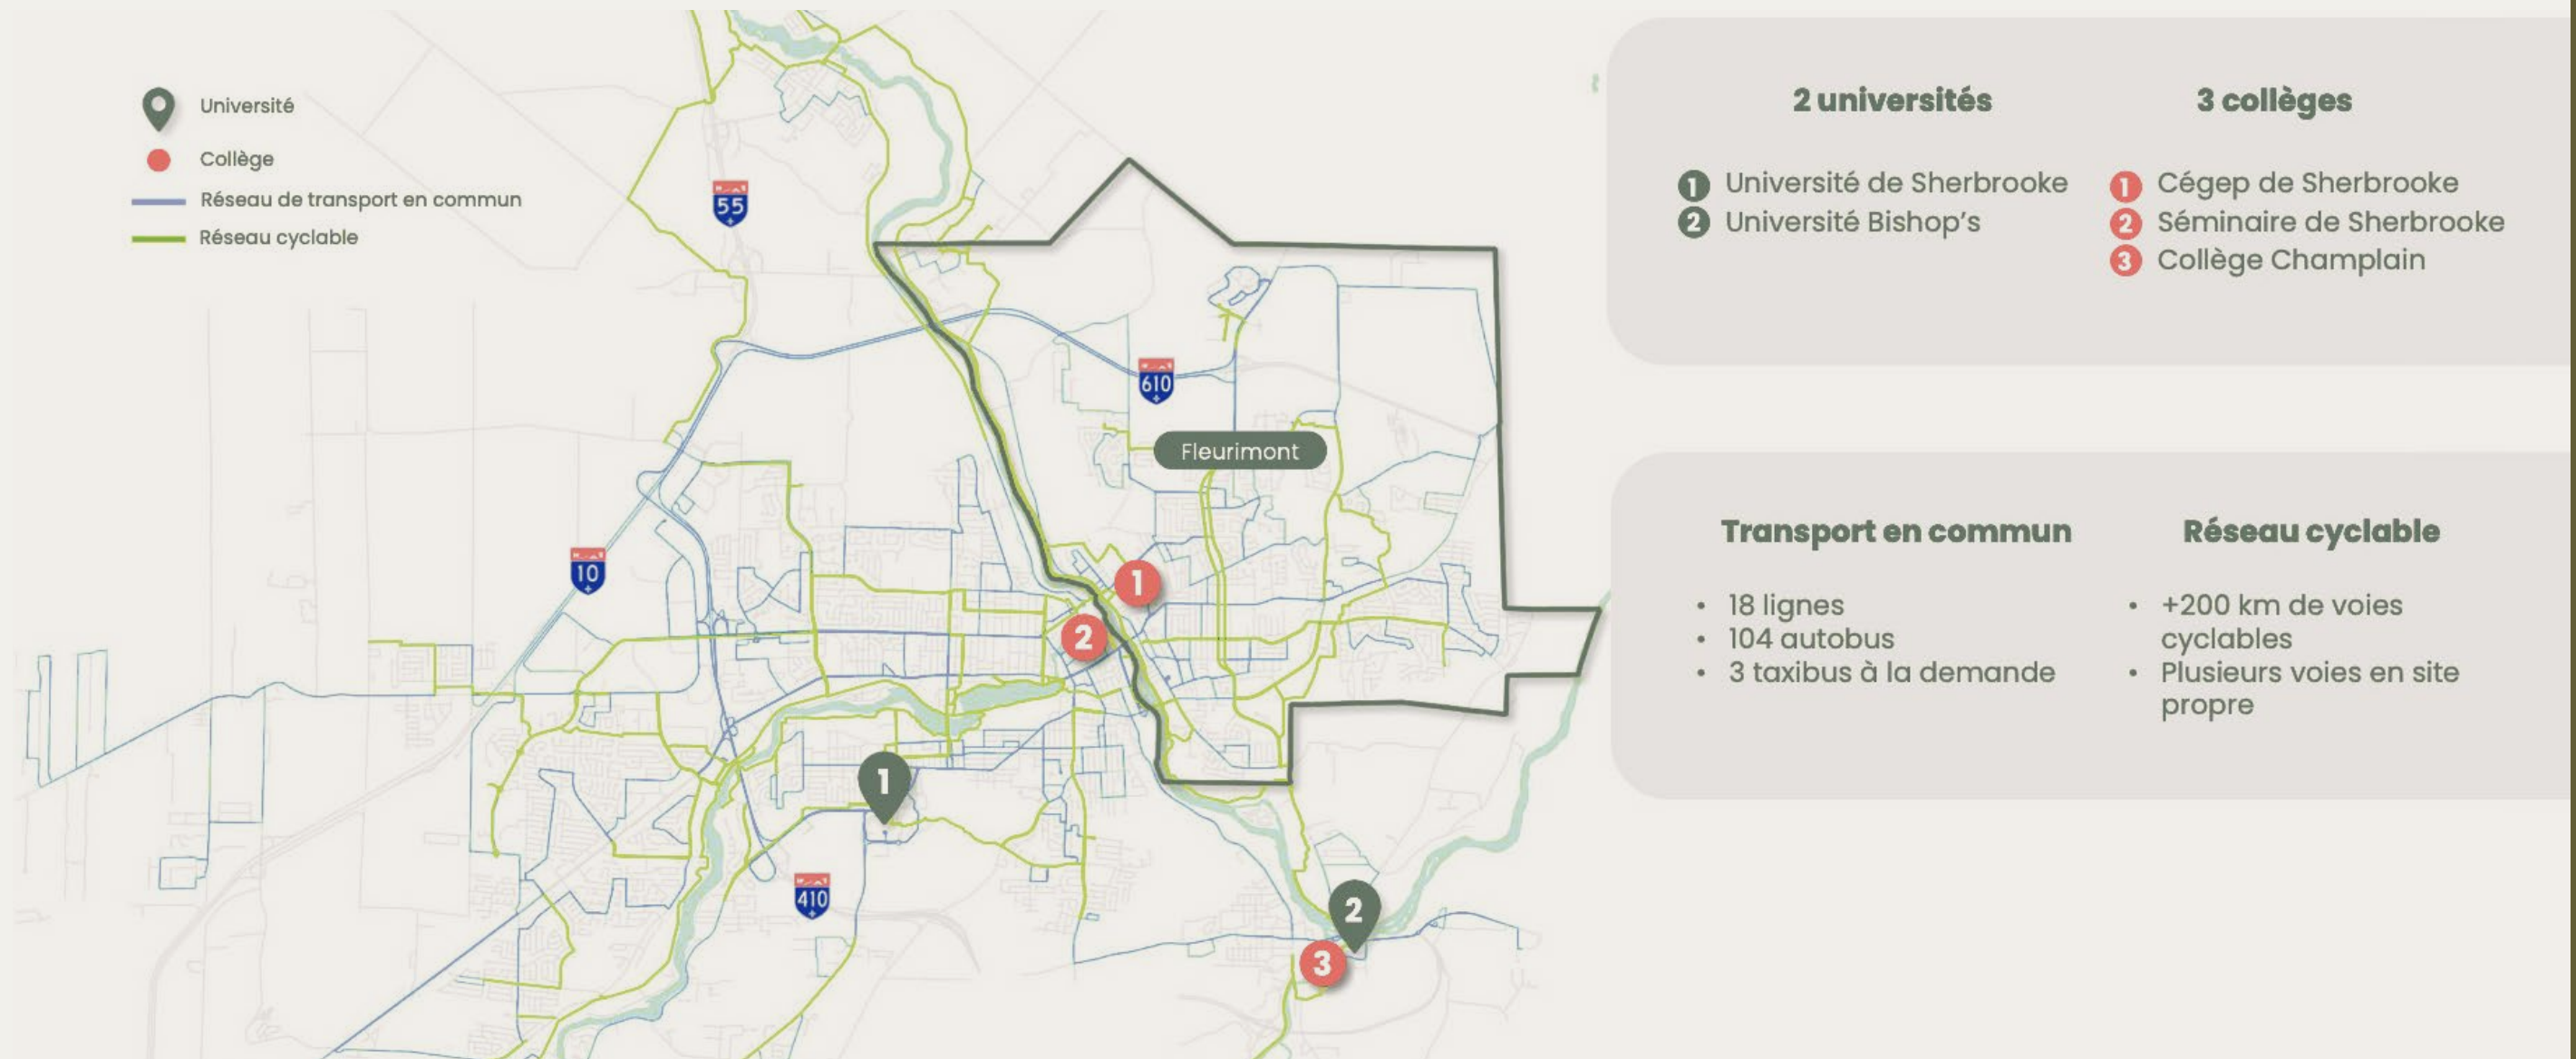 Université
Collège
Réseau de transport en commun
Réseau cyclable
55
610
Fleurimont
10
1
2
1
410
2
3
2 universités
1 Université de Sherbrooke
2 Université Bishop's
3 collèges
1 Cégep de Sherbrooke
2 Séminaire de Sherbrooke
3 Collège Champlain
Transport en commun
• 18 lignes
• 104 autobus
• 3 taxibus à la demande
Réseau cyclable
• +200 km de voies
cyclables
• Plusieurs voies en site
propre